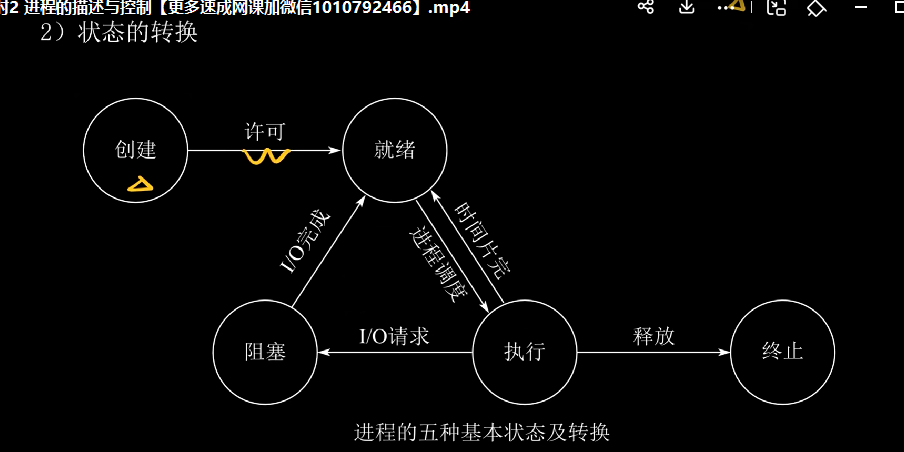 时2 进程的描述与控制【更多速成网课加微信1010792466】.mp4
2）状态的转换
创建
许可
就绪
I/O完成
进程调度
时间片完
阻塞
I/O请求
执行
释放
终止
进程的五种基本状态及转换